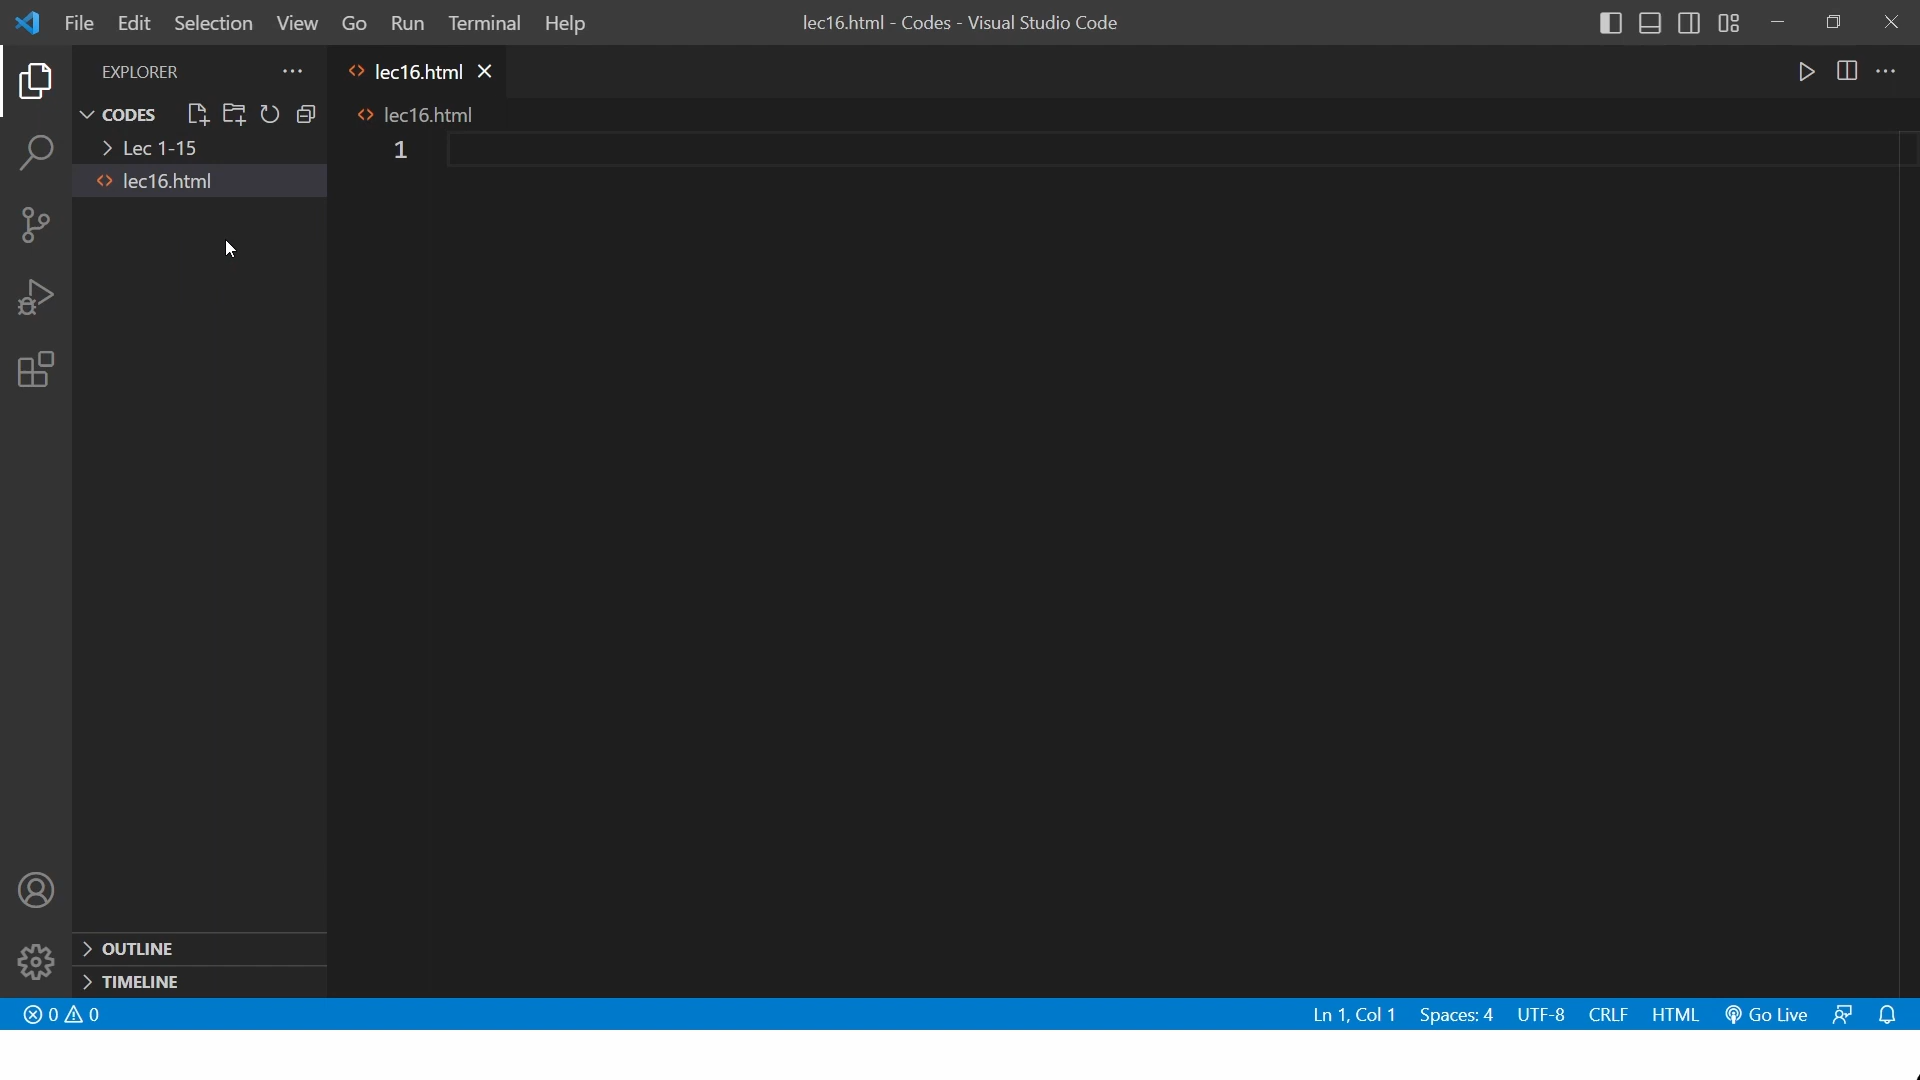 File Edit Selection View Go Run Terminal Help lec16.html - Codes - Visual Studio Code
EXPLORER
lec16.html
CODES
lec16.html
1
Lec 1-15
lec16.html
OUTLINE
TIMELINE
0 0 Ln 1, Col 1 Spaces: 4 UTF-8 CRLF HTML Go Live